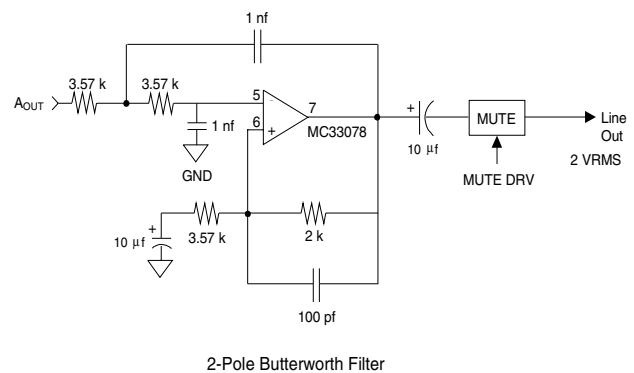 1 nf
3.57 k 3.57 k
AOUT
5
-
7
6
+
MC33078
1 nf
GND
+
10 µf
MUTE
MUTE DRV
Line
Out
2 VRMS
+
10 µf
3.57 k
2 k
100 pf
2-Pole Butterworth Filter